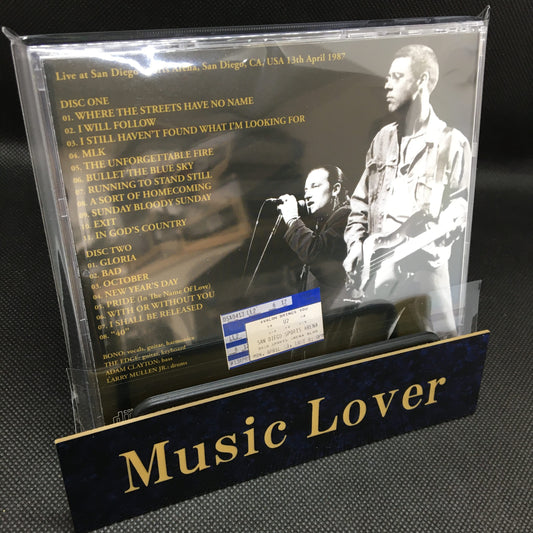 Live at San Diego Sports Arena, San Diego, CA, USA 13th April 1987
DISC ONE
01. WHERE THE STREETS HAVE NO NAME
02. I WILL FOLLOW
03. I STILL HAVEN'T FOUND WHAT I'M LOOKING FOR
04. MLK
05. THE UNFORGETTABLE FIRE
06. BULLET THE BLUE SKY
07. RUNNING TO STAND STILL
08. A SORT OF HOMECOMING
09. SUNDAY BLOODY SUNDAY
10. EXIT
11. IN GOD'S COUNTRY
DISC TWO
01. GLORIA
02. BAD
03. OCTOBER
04. NEW YEAR'S DAY
05. PRIDE (In The Name Of Love)
06. WITH OR WITHOUT YOU
07. I SHALL BE RELEASED
08. "40"
BONO: vocals, guitar, harmonica
THE EDGE: guitar, keyboard
ADAM CLAYTON: bass
LARRY MULLEN JR.: drums
U2
SAN DIEGO SPORTS ARENA
MON. APRIL
Music Lover